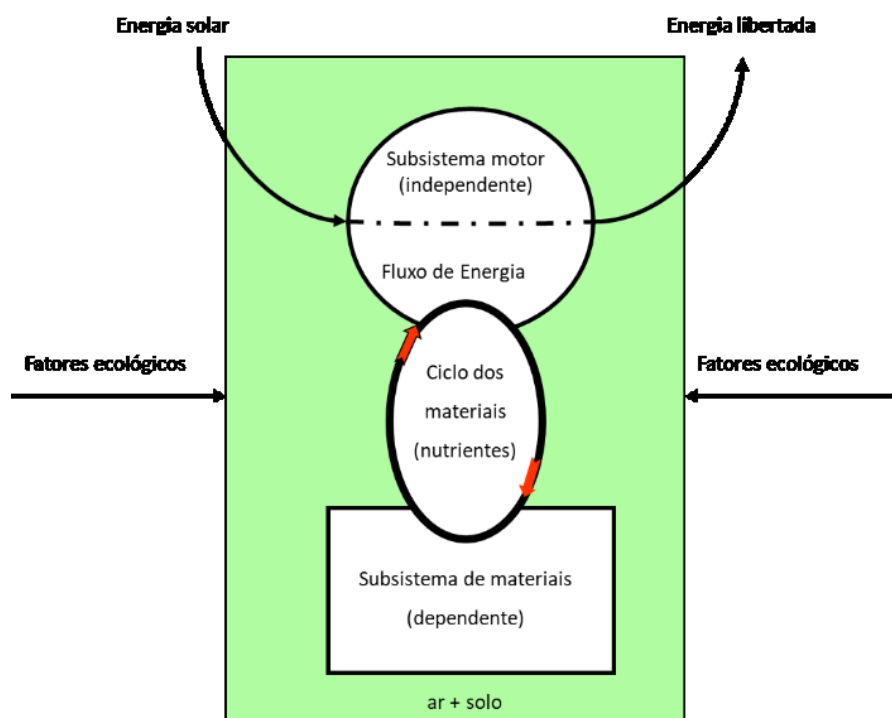 Energia solar
Energia libertada
Subsistema motor
(independente)
Fluxo de Energia
Fatores ecológicos
Fatores ecológicos
Ciclo dos
materiais
(nutrientes)
Subsistema de materiais
(dependente)
ar + solo